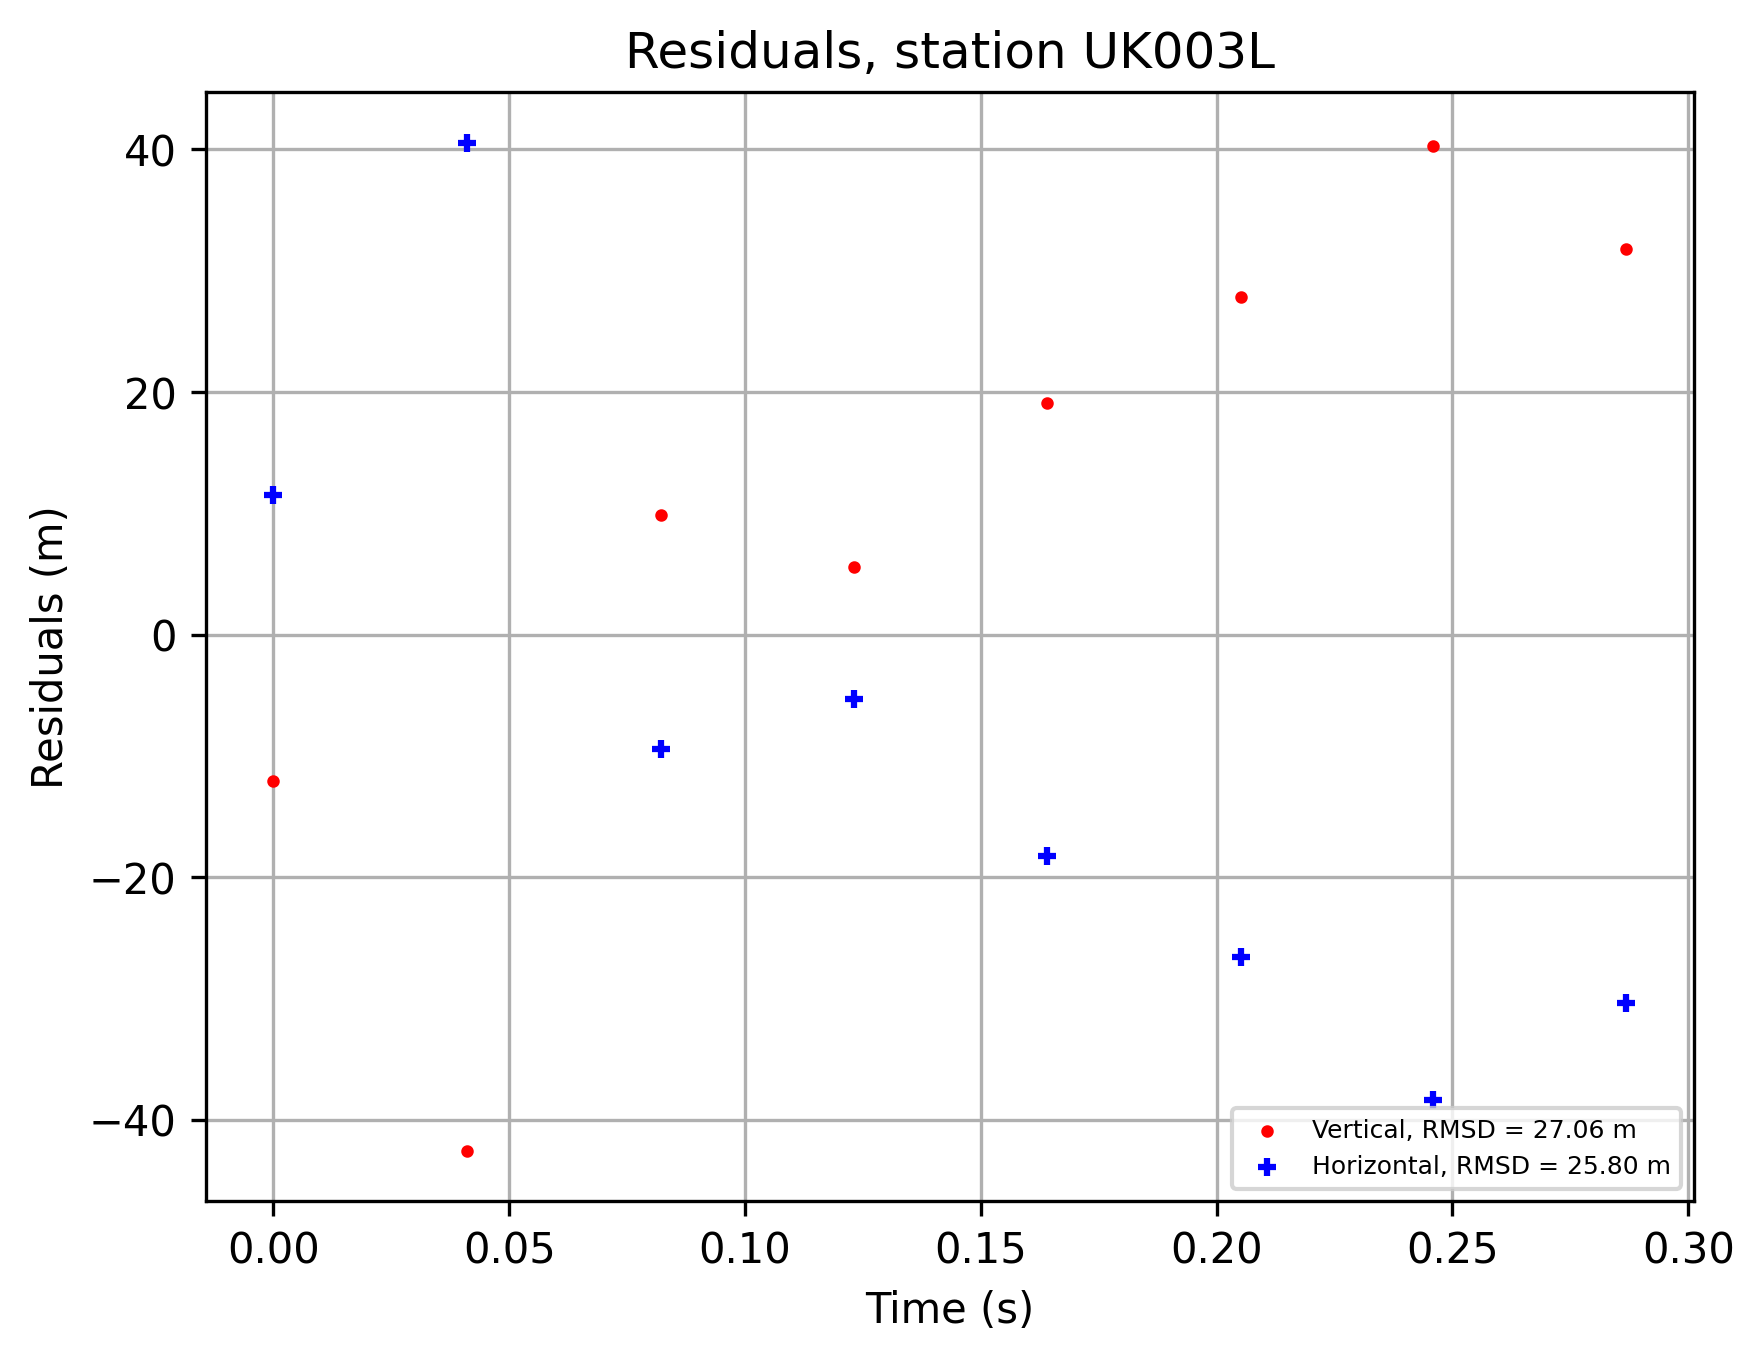 Residuals, station UK003L
Residuals (m)
40
20
0
−20
−40
Vertical, RMSD = 27.06 m
Horizontal, RMSD = 25.80 m
0.00 0.05 0.10 0.15 0.20 0.25 0.30
Time (s)